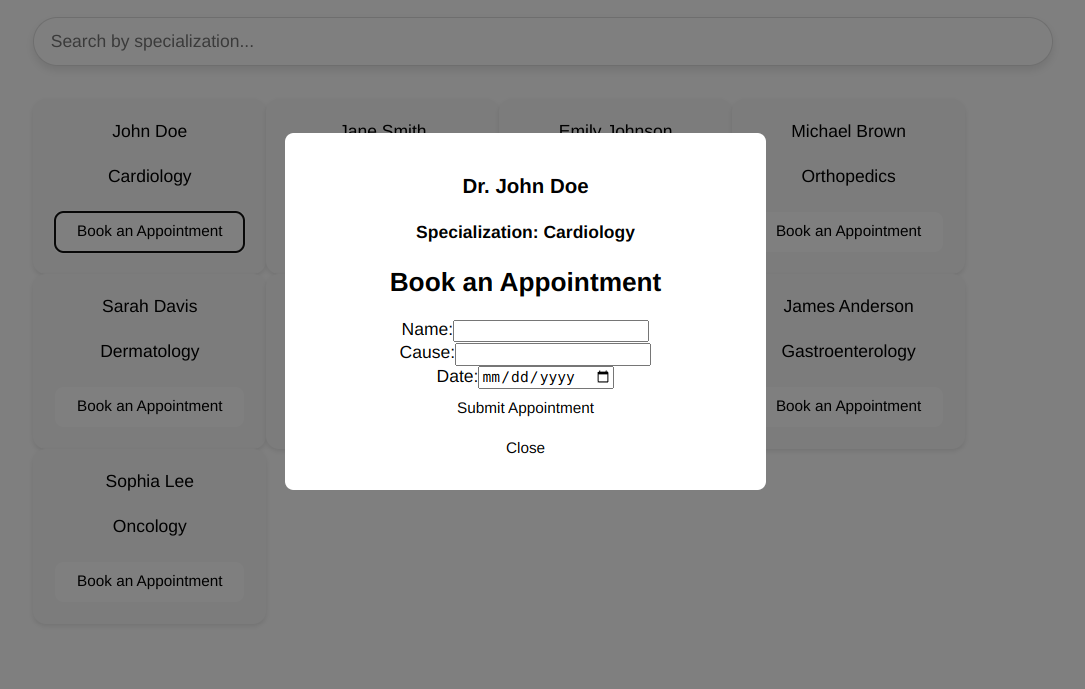 Search by specialization...
John Doe
Jane Smith
Emily Johnson
Michael Brown
Cardiology
Orthopedics
Book an Appointment
Book an Appointment
Dr. John Doe
Specialization: Cardiology
Book an Appointment
Name:
Cause:
Date:mm/dd/yyyy
Submit Appointment
Close
Sarah Davis
James Anderson
Dermatology
Gastroenterology
Book an Appointment
Book an Appointment
Sophia Lee
Oncology
Book an Appointment